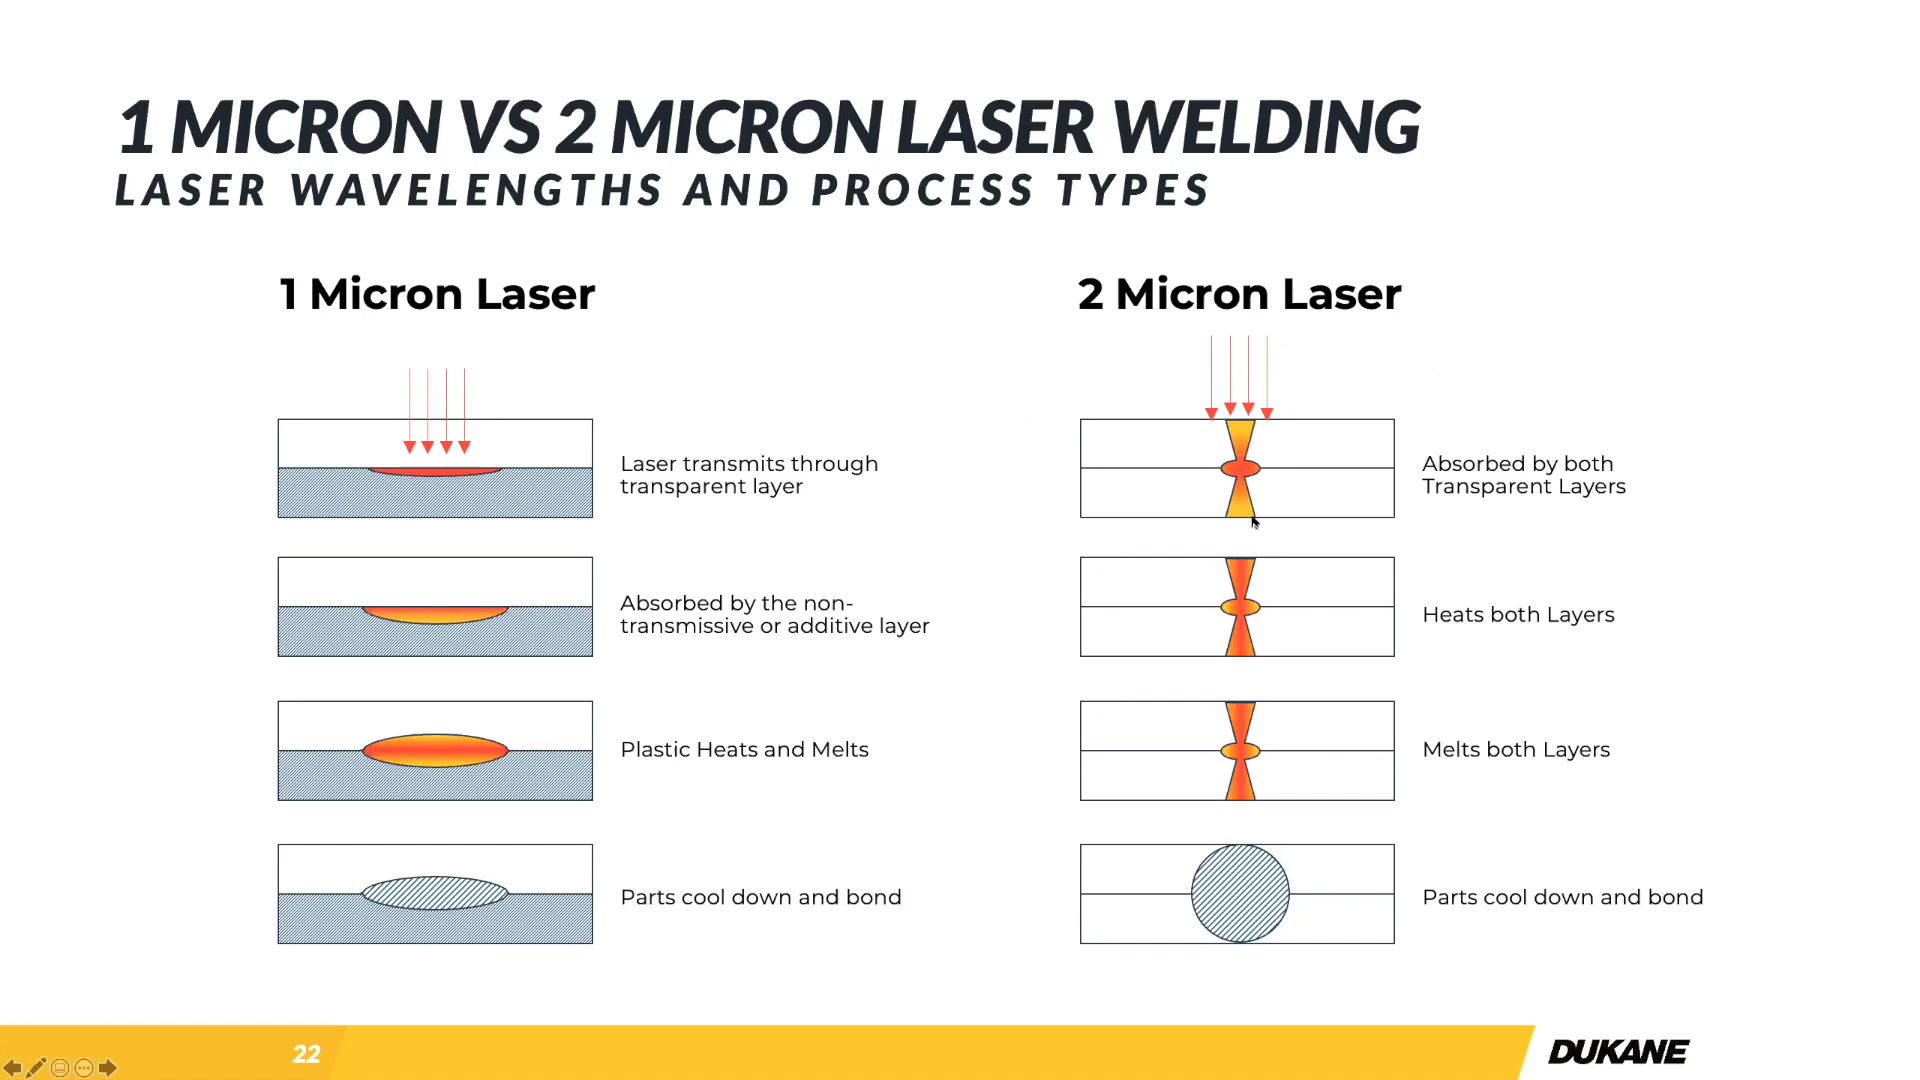 1 MICRON VS 2 MICRON LASER WELDING
LASER WAVELENGTHS AND PROCESS TYPES
1 Micron Laser
Laser transmits through
transparent layer
Absorbed by the non-
transmissive or additive layer
Plastic Heats and Melts
Parts cool down and bond
2 Micron Laser
Absorbed by both
Transparent Layers
Heats both Layers
Melts both Layers
Parts cool down and bond
22
DUKANE